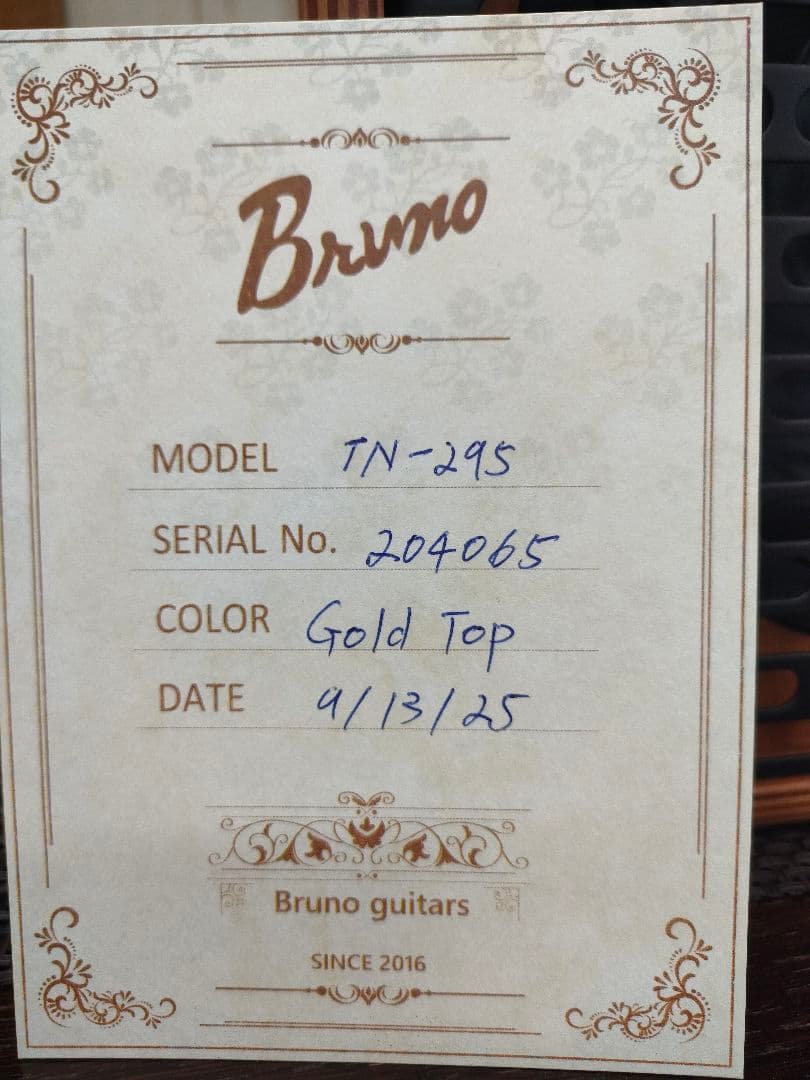 Bruno
MODEL TN-295
SERIAL No. 204065
COLOR Gold Top
DATE 9/13/25
Bruno guitars
SINCE 2016